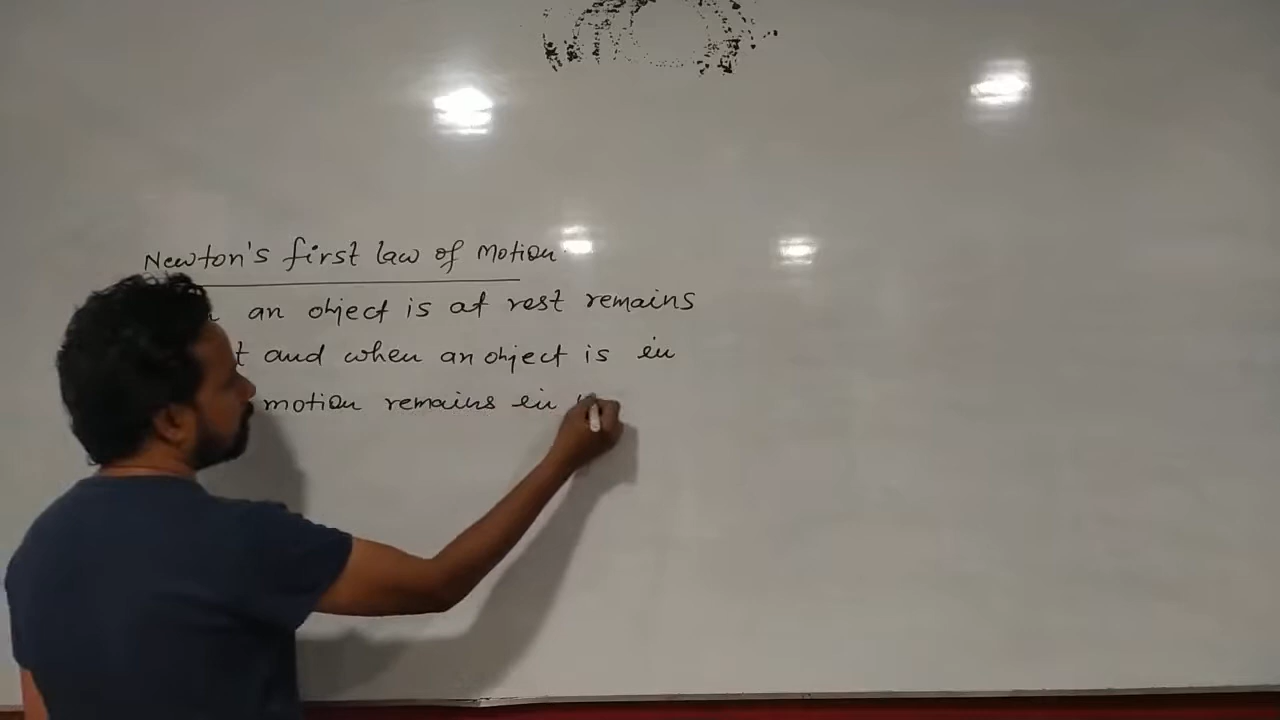 Newton's first law of Motion.
an object is at rest remains
and when an object is in
motion remains in